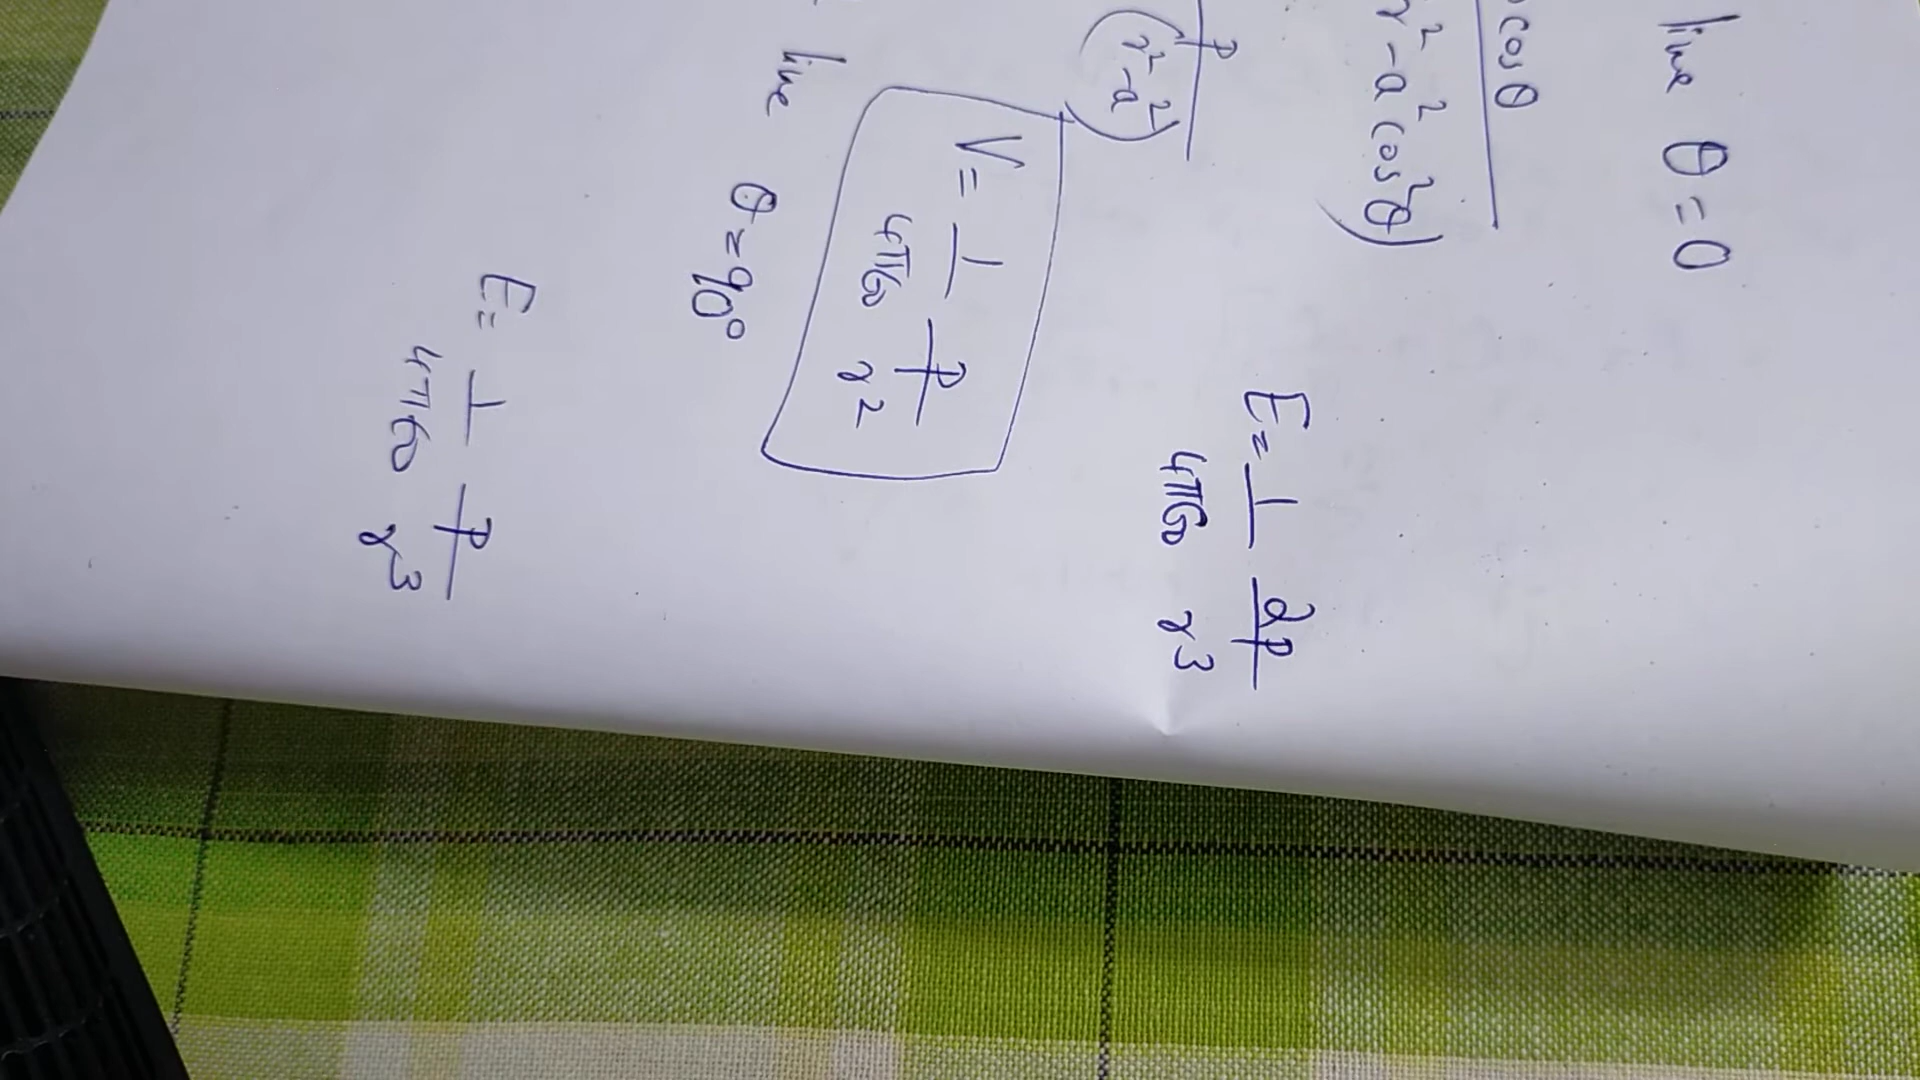 line θ = 0
cosθ
r² - a² cos²θ)
E = 1/4πε₀ 2p/r³
p/(r² - a²)
V = 1/4πε₀ p/r²
line θ = 90°
E = 1/4πε₀ p/r³